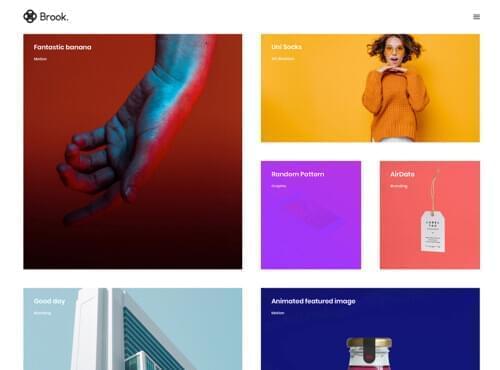 Brook.
Fantastic banana
Motion
Uni Socks
Art direction
Random Pattern
Graphic
AirDate
Branding
Good day
Branding
Animated featured image
Motion